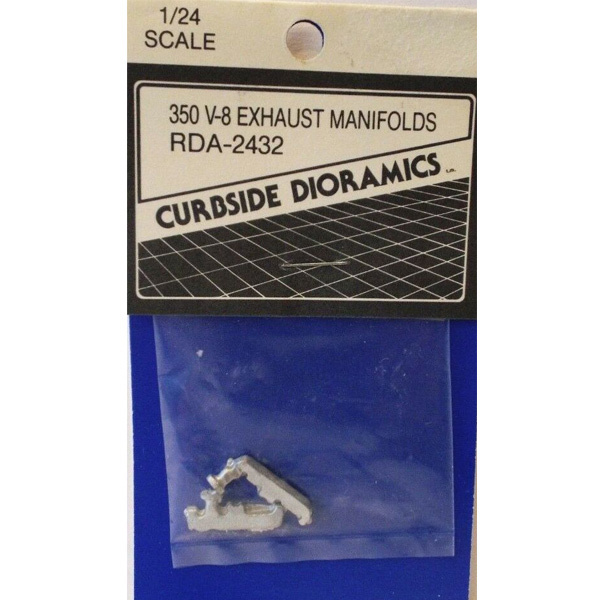 1/24
SCALE
350 V-8 EXHAUST MANIFOLDS
RDA-2432
CURBSIDE DIORAMICS T.M.